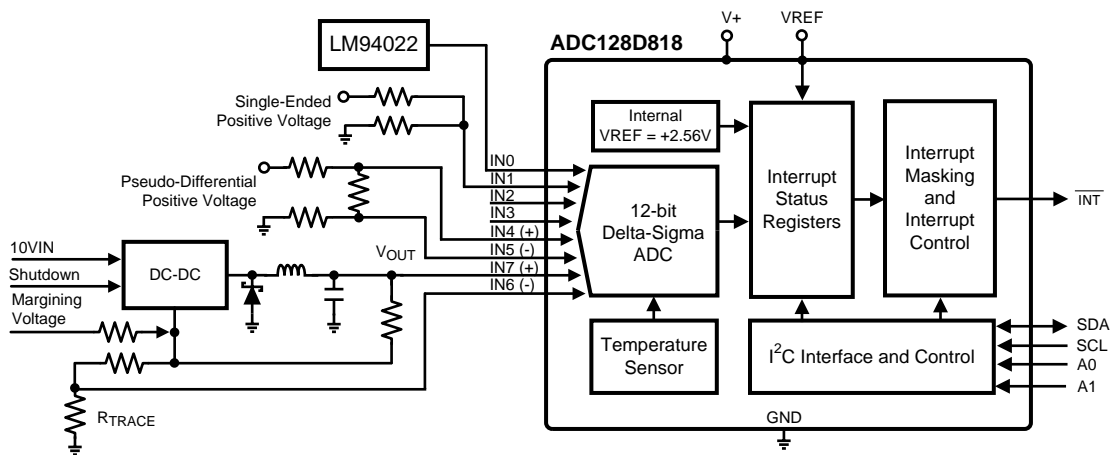 V+
VREF
ADC128D818
LM94022
Single-Ended
Positive Voltage
Internal
VREF = +2.56V
Interrupt
Status
Registers
Interrupt
Masking
and
Interrupt
Control
INT
Pseudo-Differential
Positive Voltage
IN0
IN1
IN2
IN3
IN4 (+)
IN5 (-)
IN7 (+)
IN6 (-)
12-bit
Delta-Sigma
ADC
10VIN
Shutdown
Margining
Voltage
DC-DC
VOUT
Temperature
Sensor
I²C Interface and Control
SDA
SCL
A0
A1
RTRACE
GND